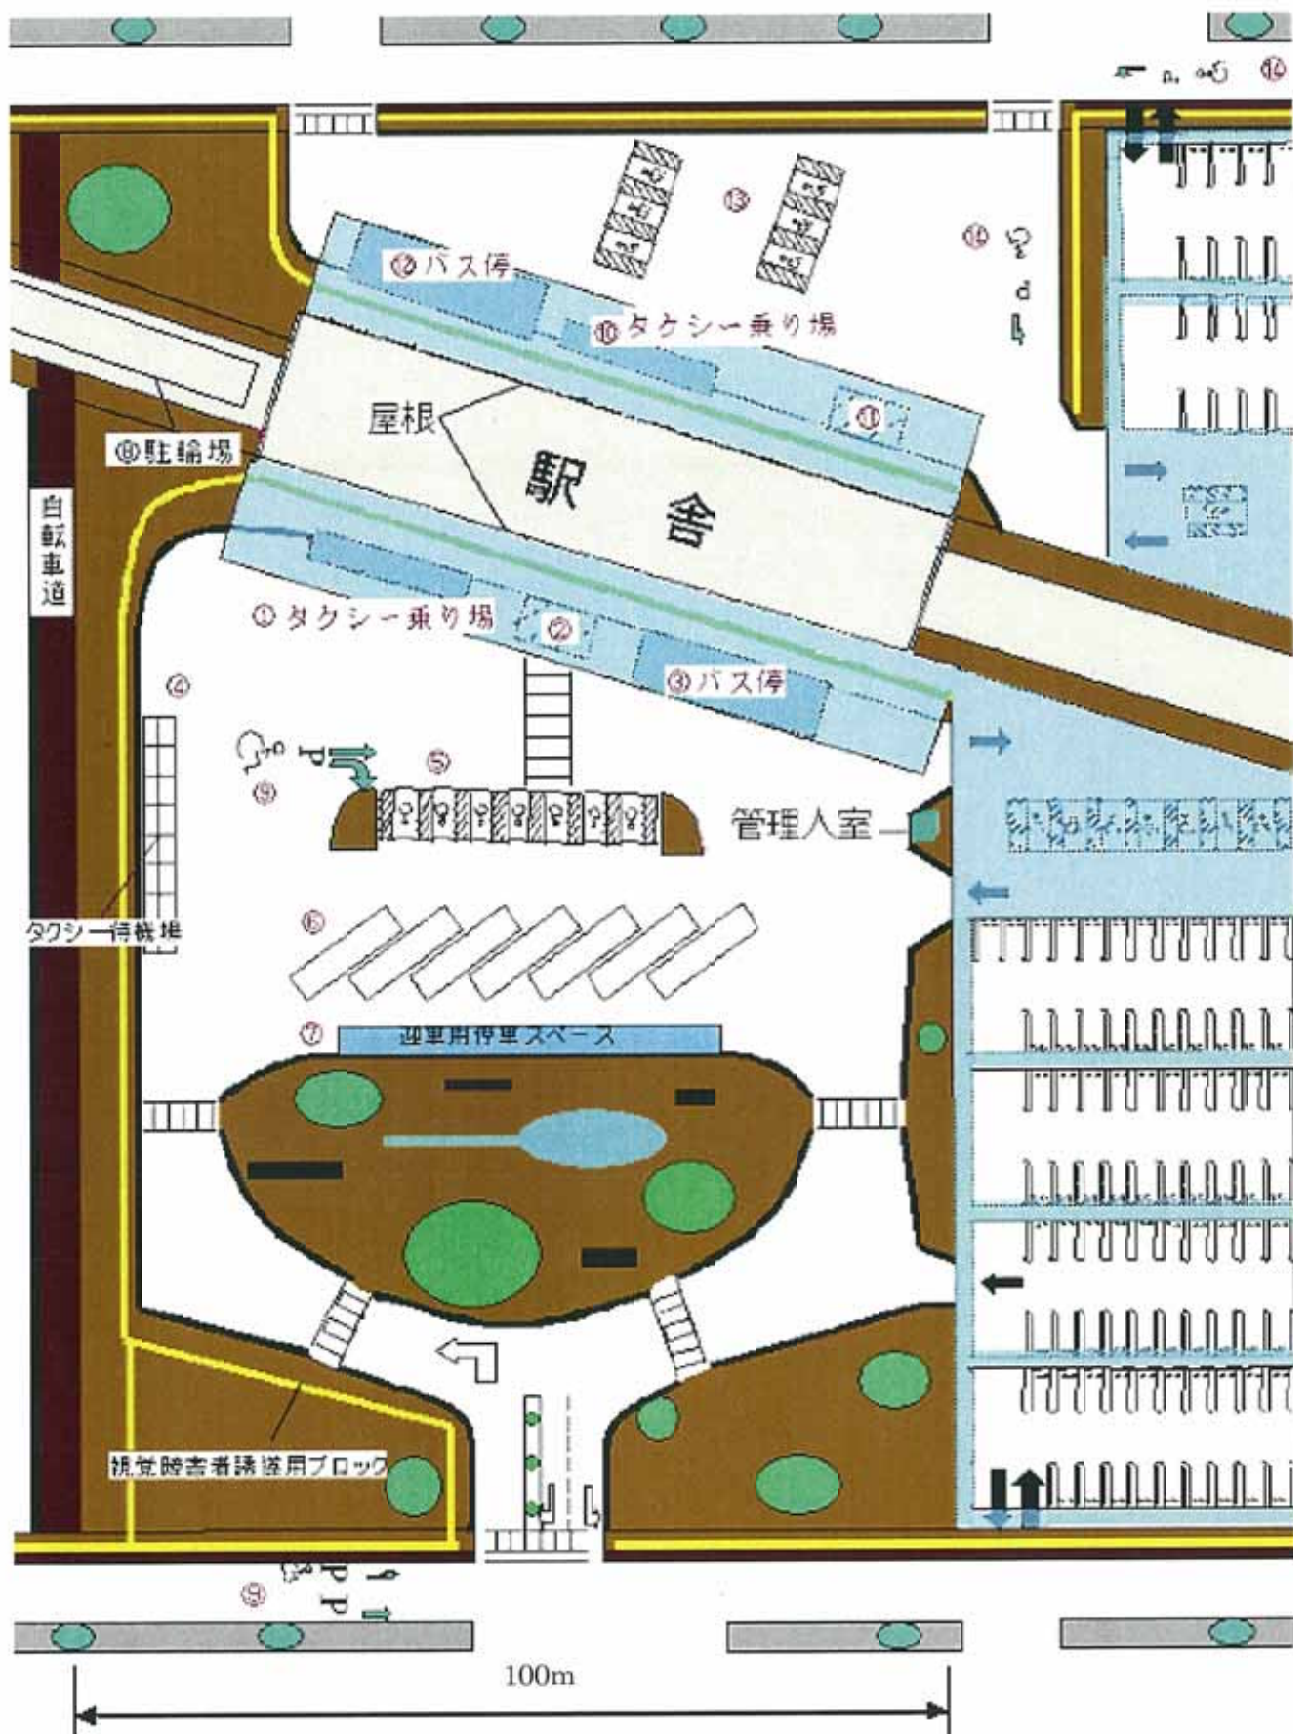 ⑭
⑬
⑭
P
⑫バス停
⑩タクシー乗り場
⑪
屋根
⑧駐輪場
駅舎
自転車道
①タクシー乗り場
②
③バス停
④
⑤
P
⑨
管理人室
⑥
タクシー待機場
⑦
迎車用停車スペース
視覚障害者誘導用ブロック
⑨
P
P
100m